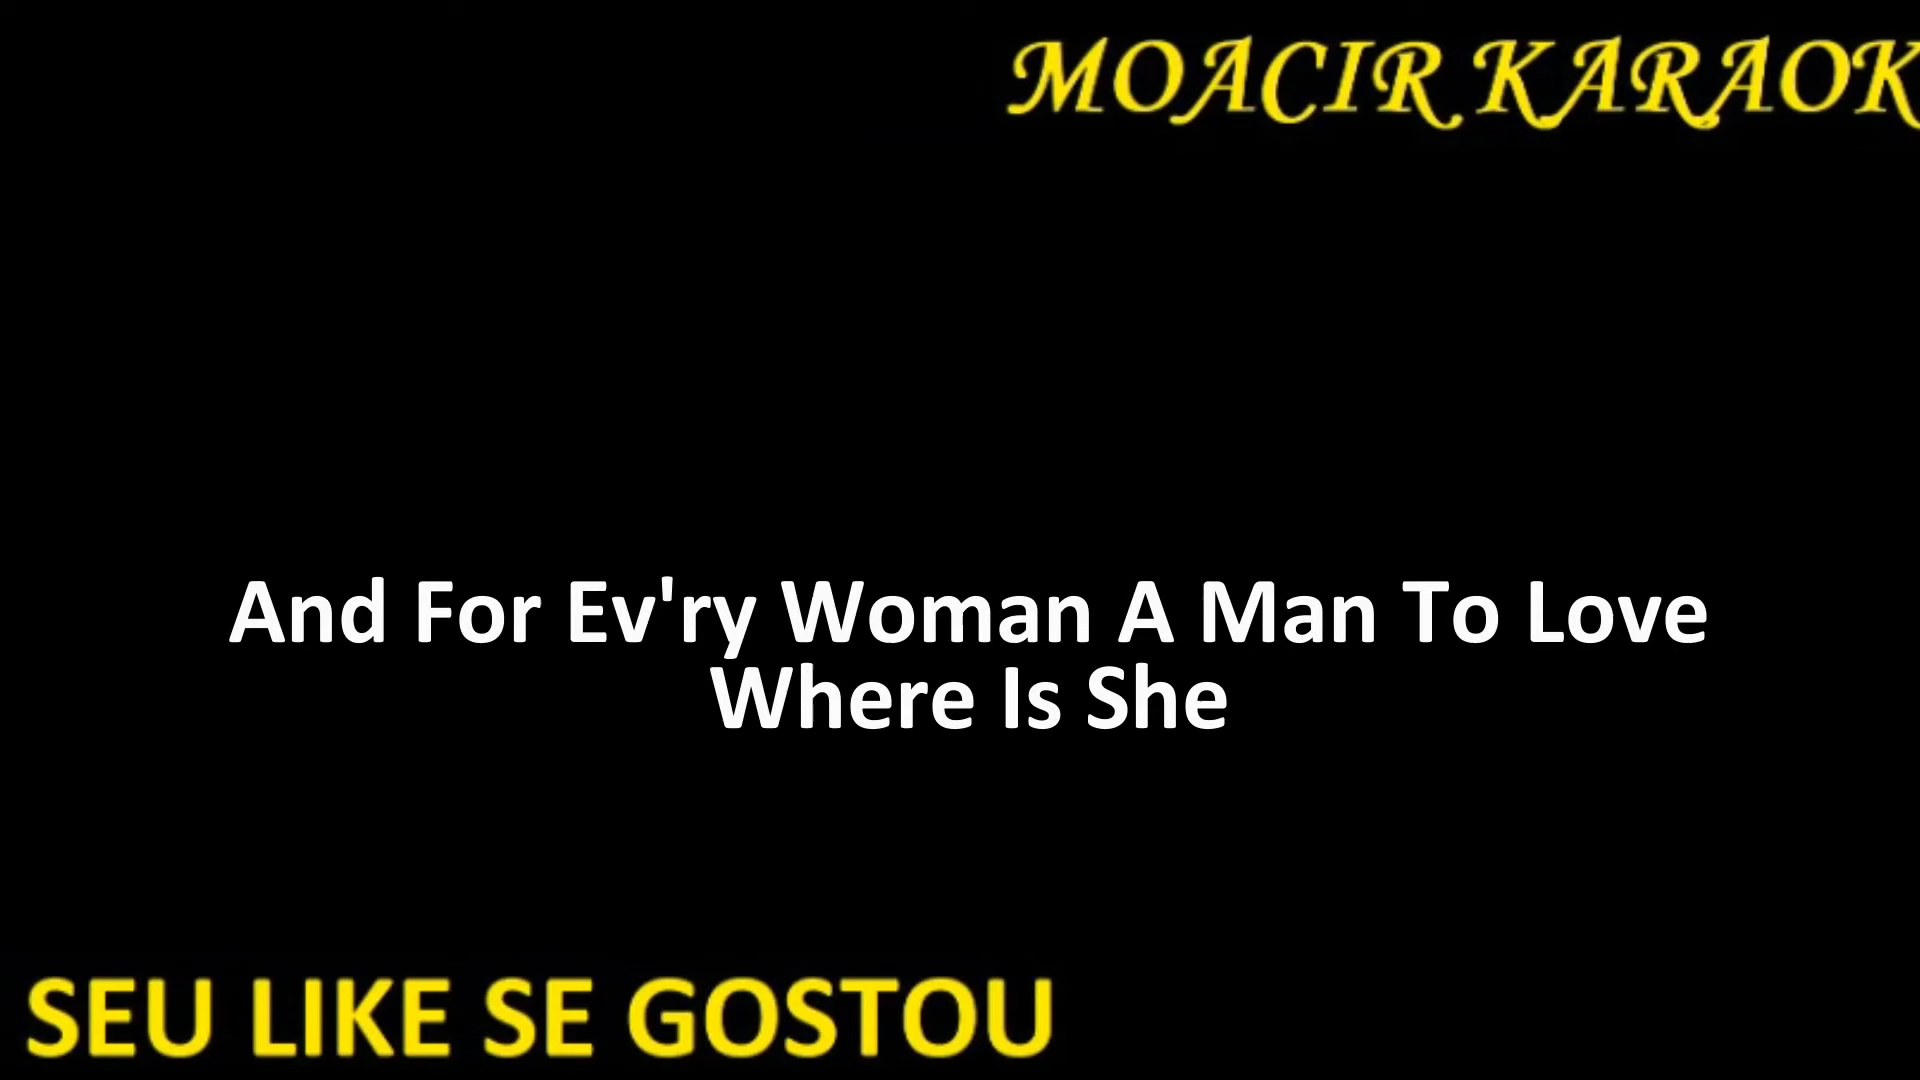 MOACIR KARAOK
And For Ev'ry Woman A Man To Love
Where Is She
SEU LIKE SE GOSTOU